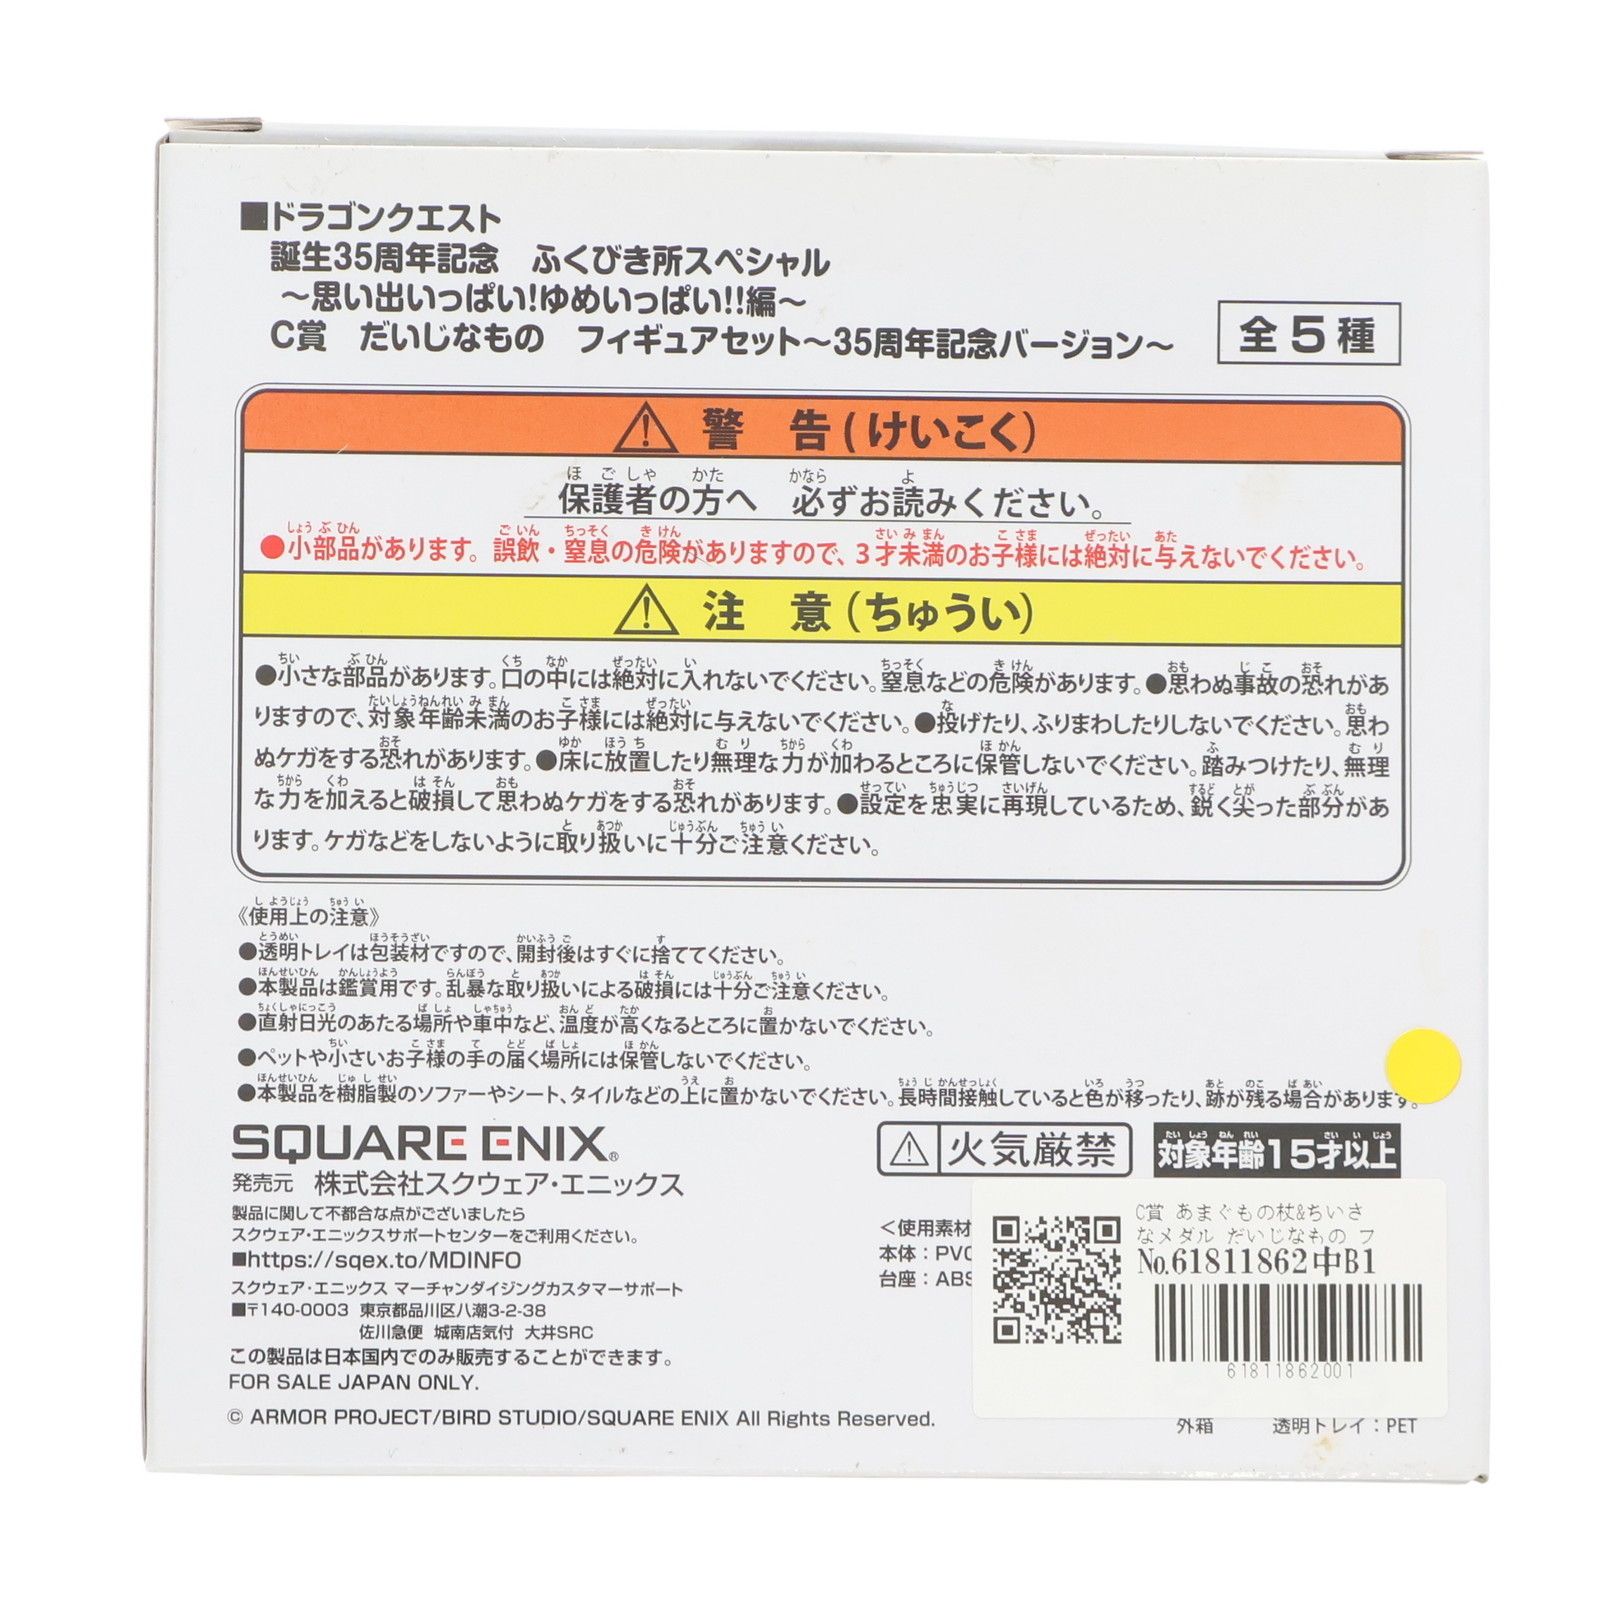 ■ドラゴンクエスト
誕生35周年記念　ふくびき所スペシャル
～思い出いっぱい!ゆめいっぱい!!編～
C賞　だいじなもの　フィギュアセット～35周年記念バージョン～
全5種
⚠ 警 告(けいこく)
保護者の方へ　必ずお読みください。
●小部品があります。誤飲・窒息の危険がありますので、3才未満のお子様には絶対に与えないでください。
⚠ 注 意(ちゅうい)
●小さな部品があります。口の中には絶対に入れないでください。窒息などの危険があります。●思わぬ事故の恐れがあ
りますので、対象年齢未満のお子様には絶対に与えないでください。●投げたり、ふりまわしたりしないでください。思わ
ぬケガをする恐れがあります。●床に放置したり無理な力が加わるところに保管しないでください。踏みつけたり、無理
な力を加えると破損して思わぬケガをする恐れがあります。●設定を忠実に再現しているため、鋭く尖った部分があ
ります。ケガなどをしないように取り扱いに十分ご注意ください。
《使用上の注意》
●透明トレイは包装材ですので、開封後はすぐに捨ててください。
●本製品は鑑賞用です。乱暴な取り扱いによる破損には十分ご注意ください。
●直射日光のあたる場所や車中など、温度が高くなるところに置かないでください。
●ペットや小さいお子様の手の届く場所には保管しないでください。
●本製品を樹脂製のソファーやシート、タイルなどの上に置かないでください。長時間接触していると色が移ったり、跡が残る場合があります。
SQUARE ENIX®
発売元　株式会社スクウェア・エニックス
製品に関して不都合な点がございましたら
スクウェア・エニックスサポートセンターをご利用ください。
■https://sqex.to/MDINFO
スクウェア・エニックス マーチャンダイジングカスタマーサポート
■〒140-0003　東京都品川区八潮3-2-38
佐川急便　城南店気付　大井SRC
この製品は日本国内でのみ販売することができます。
FOR SALE JAPAN ONLY.
© ARMOR PROJECT/BIRD STUDIO/SQUARE ENIX All Rights Reserved.
⚠ 火気厳禁
対象年齢15才以上
＜使用素材
本体：PVC
台座：ABS
C賞 あまぐもの杖&ちいさ
なメダル だいじなもの フ
No.61811862中B1
61811862001
外箱　透明トレイ：PET